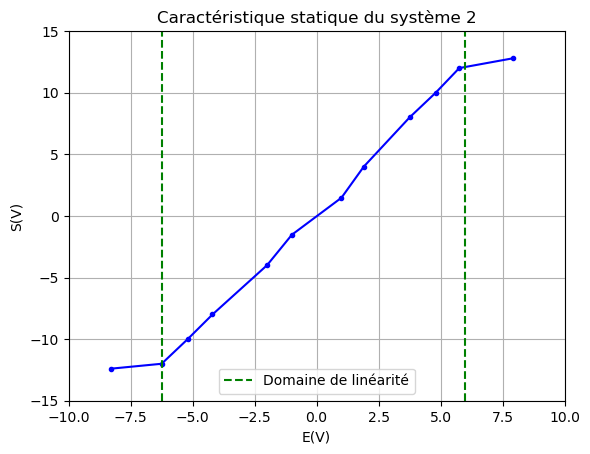 Caractéristique statique du système 2
15
10
5
0
−5
−10
−15
S(V)
Domaine de linéarité
−10.0 −7.5 −5.0 −2.5 0.0 2.5 5.0 7.5 10.0
E(V)